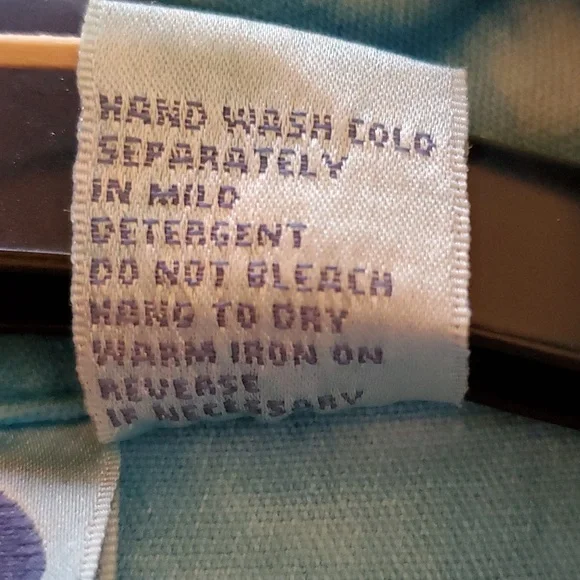 HAND WASH COLD
SEPARATELY
IN MILD
DETERGENT
DO NOT BLEACH
HANG TO DRY
WARM IRON ON
REVERSE
IF NECESSARY